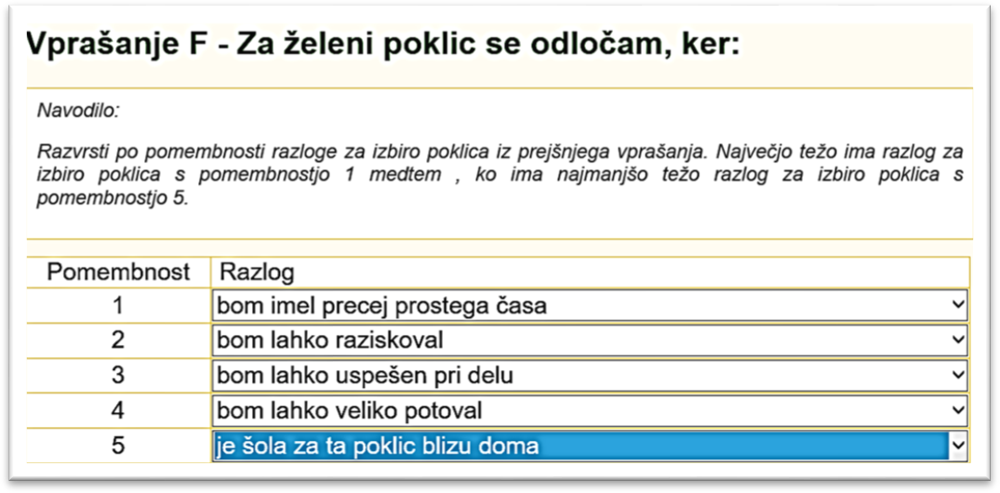 Vprašanje F - Za želeni poklic se odločam, ker:
Navodilo:
Razvrsti po pomembnosti razloge za izbiro poklica iz prejšnjega vprašanja. Največjo težo ima razlog za
izbiro poklica s pomembnostjo 1 medtem , ko ima najmanjšo težo razlog za izbiro poklica s
pomembnostjo 5.
Pomembnost Razlog
1 bom imel precej prostega časa
2 bom lahko raziskoval
3 bom lahko uspešen pri delu
4 bom lahko veliko potoval
5 je šola za ta poklic blizu doma